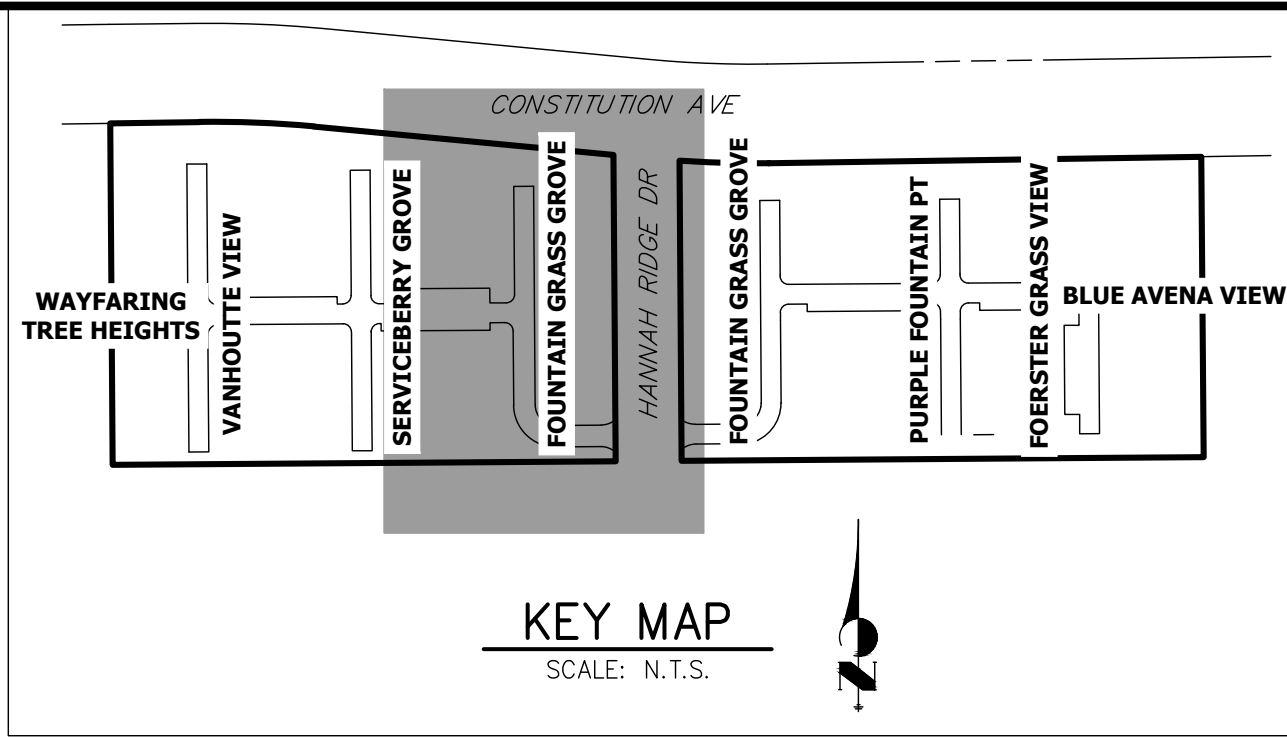 CONSTITUTION AVE
WAYFARING
TREE HEIGHTS
VANHOUTTE VIEW
SERVICEBERRY GROVE
FOUNTAIN GRASS GROVE
HANNAH RIDGE DR
FOUNTAIN GRASS GROVE
PURPLE FOUNTAIN PT
FOERSTER GRASS VIEW
BLUE AVENA VIEW
KEY MAP
SCALE: N.T.S.
N